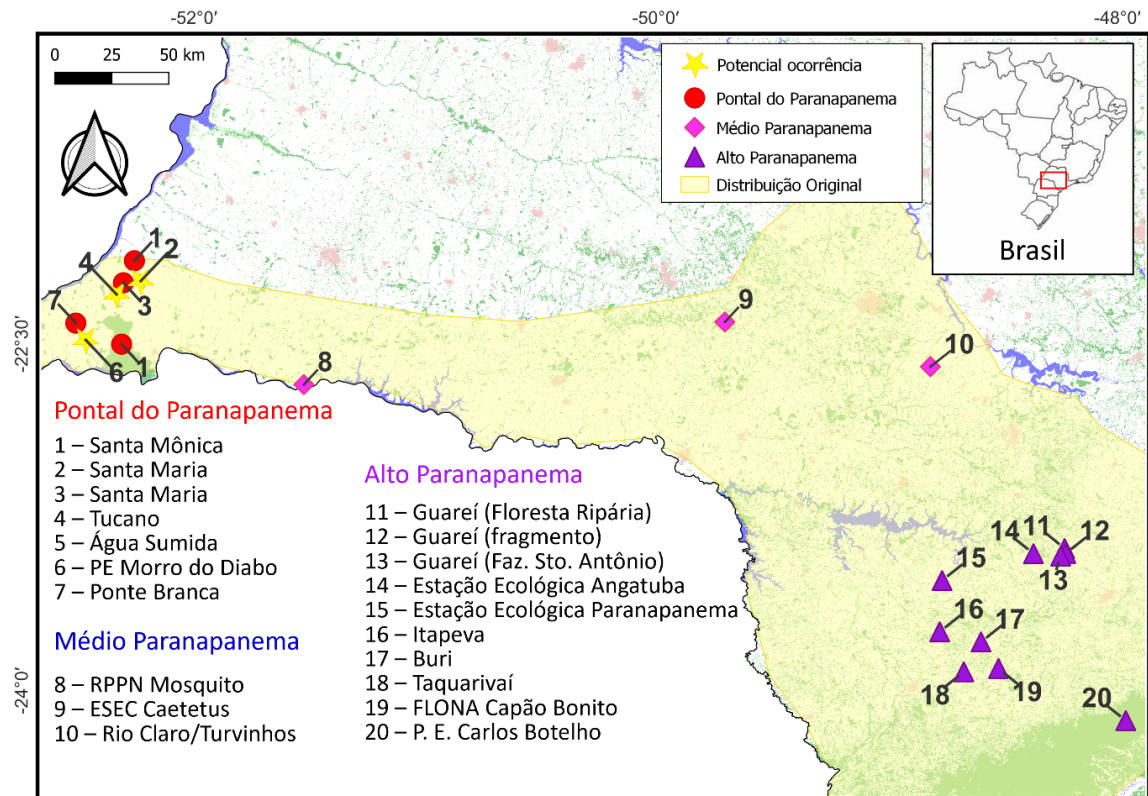 -52°0'
-50°0'
-48°0'
0 25 50 km
Potencial ocorrência
Pontal do Paranapanema
Médio Paranapanema
Alto Paranapanema
Distribuição Original
Brasil
-22°30'
-24°0'
1
2
4
3
7
6
1
8
9
10
11
12
14
13
15
16
17
18
19
20
Pontal do Paranapanema
1 – Santa Mônica
2 – Santa Maria
3 – Santa Maria
4 – Tucano
5 – Água Sumida
6 – PE Morro do Diabo
7 – Ponte Branca
Médio Paranapanema
8 – RPPN Mosquito
9 – ESEC Caetetus
10 – Rio Claro/Turvinhos
Alto Paranapanema
11 – Guareí (Floresta Ripária)
12 – Guareí (fragmento)
13 – Guareí (Faz. Sto. Antônio)
14 – Estação Ecológica Angatuba
15 – Estação Ecológica Paranapanema
16 – Itapeva
17 – Buri
18 – Taquarivaí
19 – FLONA Capão Bonito
20 – P. E. Carlos Botelho